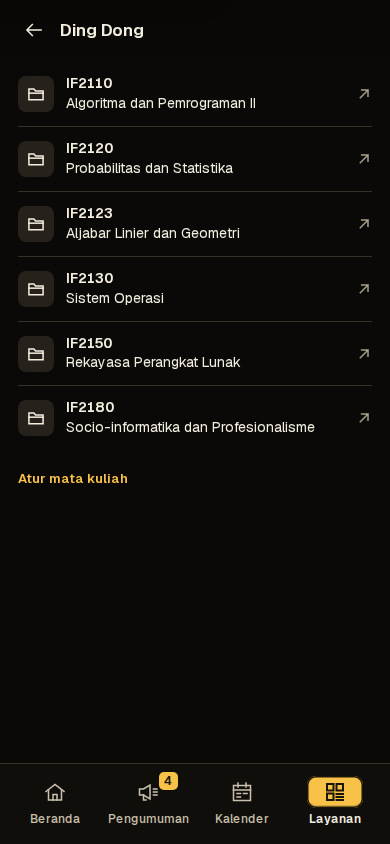 Ding Dong
IF2110
Algoritma dan Pemrograman II
IF2120
Probabilitas dan Statistika
IF2123
Aljabar Linier dan Geometri
IF2130
Sistem Operasi
IF2150
Rekayasa Perangkat Lunak
IF2180
Socio-informatika dan Profesionalisme
Atur mata kuliah
4
Beranda
Pengumuman
Kalender
Layanan